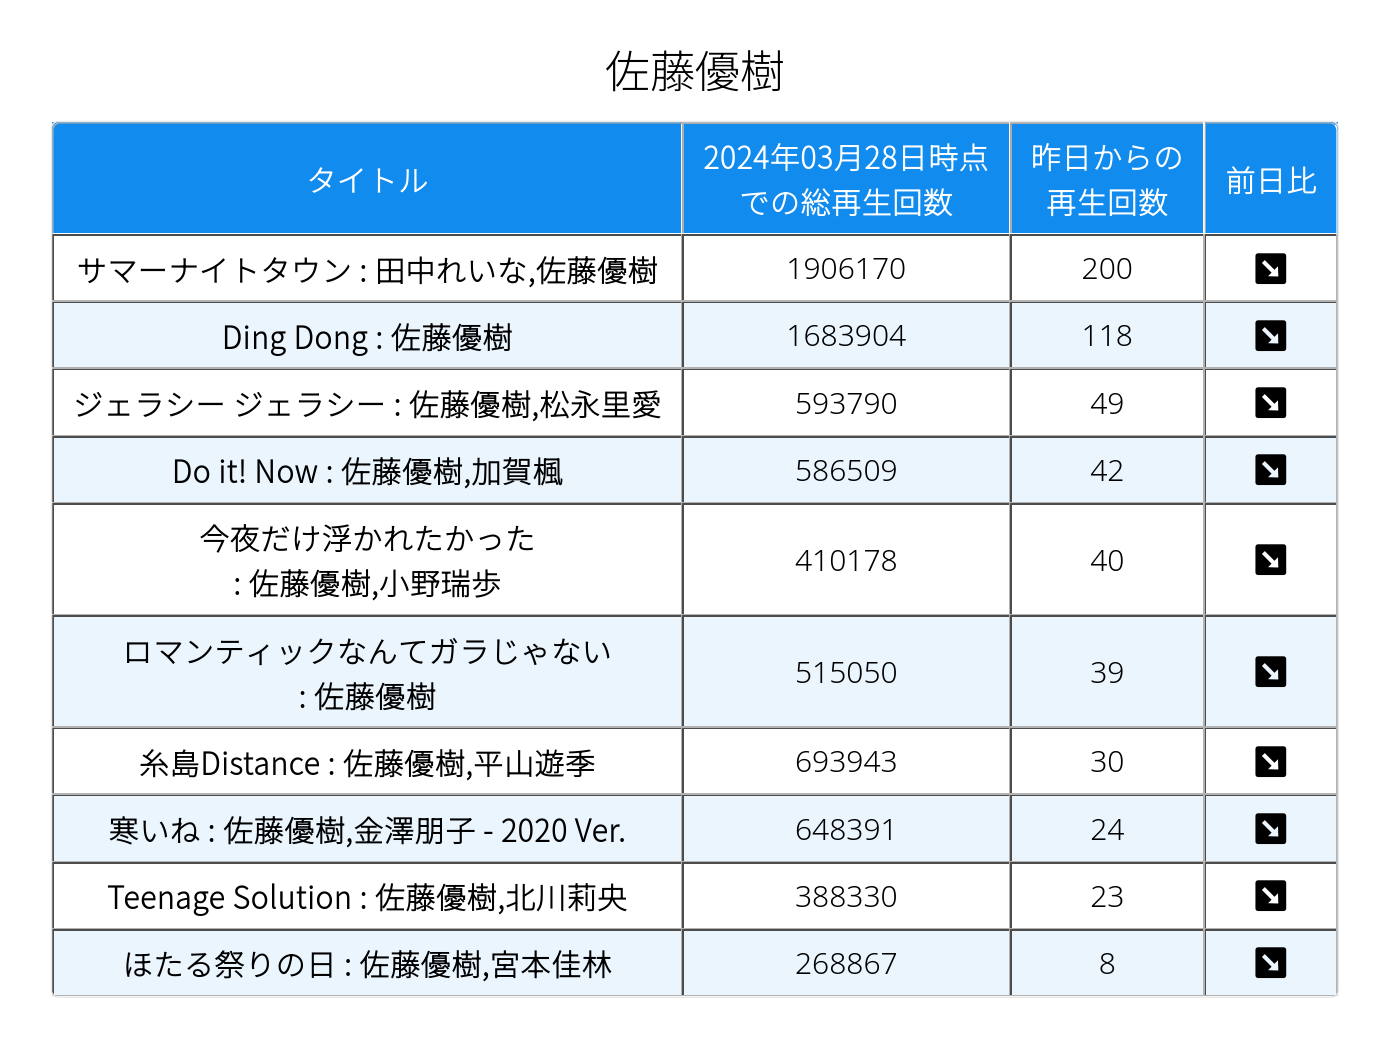 佐藤優樹
タイトル
2024年03月28日時点
での総再生回数
昨日からの
再生回数
前日比
サマーナイトタウン : 田中れいな,佐藤優樹 1906170 200
Ding Dong : 佐藤優樹 1683904 118
ジェラシー ジェラシー : 佐藤優樹,松永里愛 593790 49
Do it! Now : 佐藤優樹,加賀楓 586509 42
今夜だけ浮かれたかった
: 佐藤優樹,小野瑞歩 410178 40
ロマンティックなんてガラじゃない
: 佐藤優樹 515050 39
糸島Distance : 佐藤優樹,平山遊季 693943 30
寒いね : 佐藤優樹,金澤朋子 - 2020 Ver. 648391 24
Teenage Solution : 佐藤優樹,北川莉央 388330 23
ほたる祭りの日 : 佐藤優樹,宮本佳林 268867 8